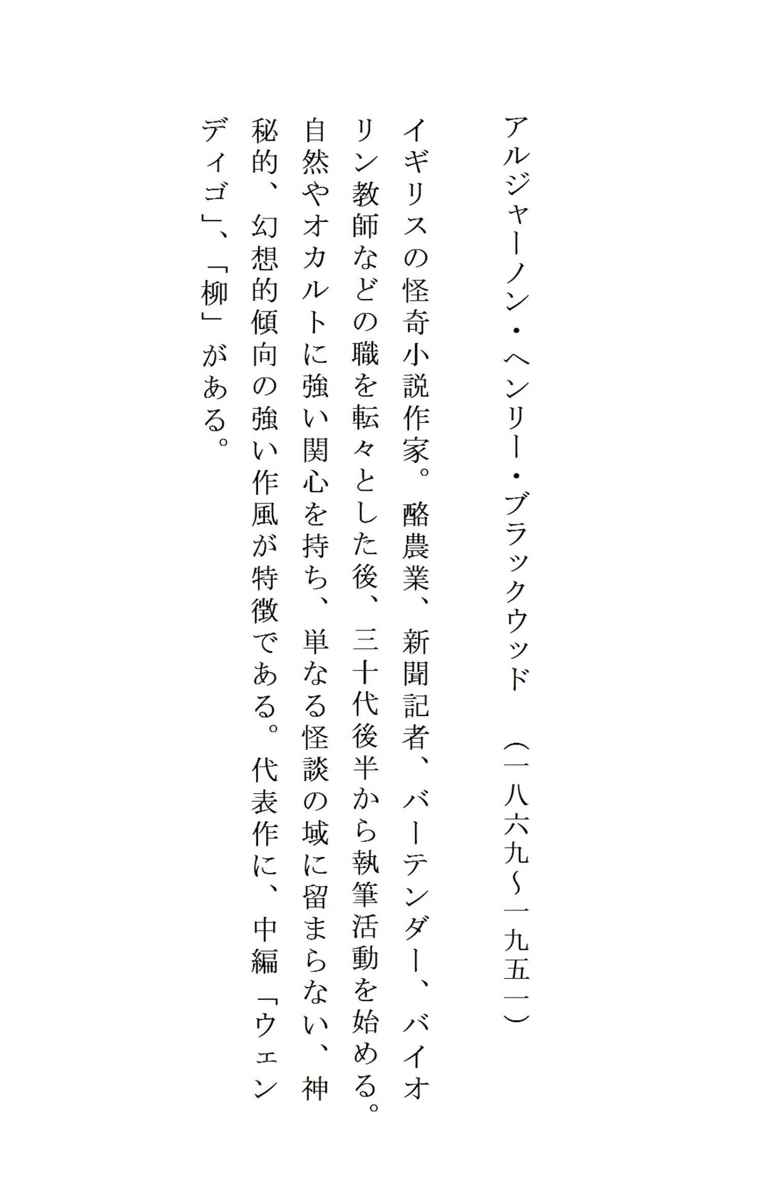 アルジャーノン・ヘンリー・ブラックウッド　（一八六九～一九五一）
イギリスの怪奇小説作家。酪農業、新聞記者、バーテンダー、バイオ
リン教師などの職を転々とした後、三十代後半から執筆活動を始める。
自然やオカルトに強い関心を持ち、単なる怪談の域に留まらない、神
秘的、幻想的傾向の強い作風が特徴である。代表作に、中編「ウェン
ディゴ」、「柳」がある。